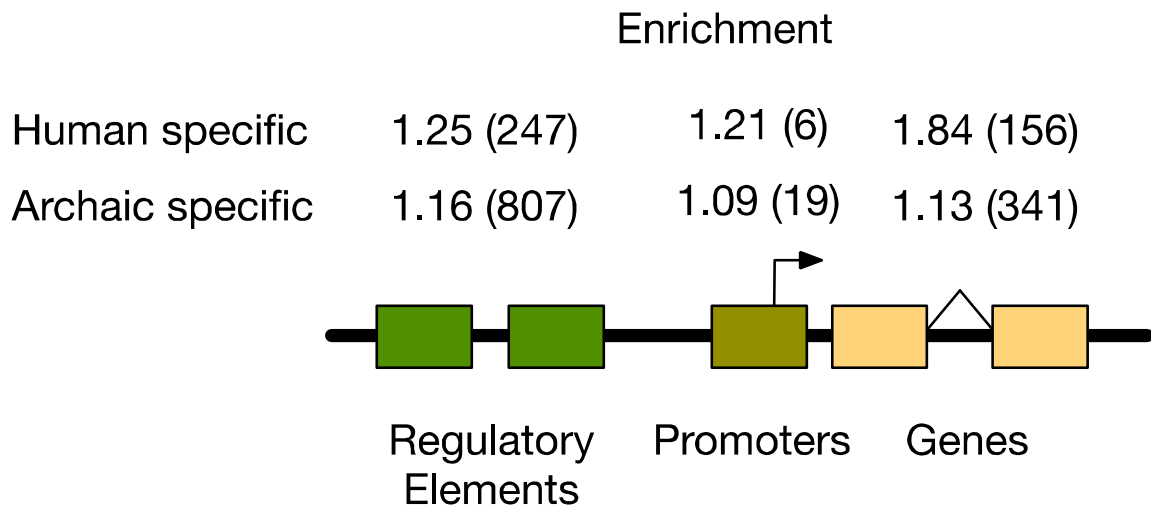 Enrichment
Human specific 1.25 (247) 1.21 (6) 1.84 (156)
Archaic specific 1.16 (807) 1.09 (19) 1.13 (341)
Regulatory Promoters Genes
Elements